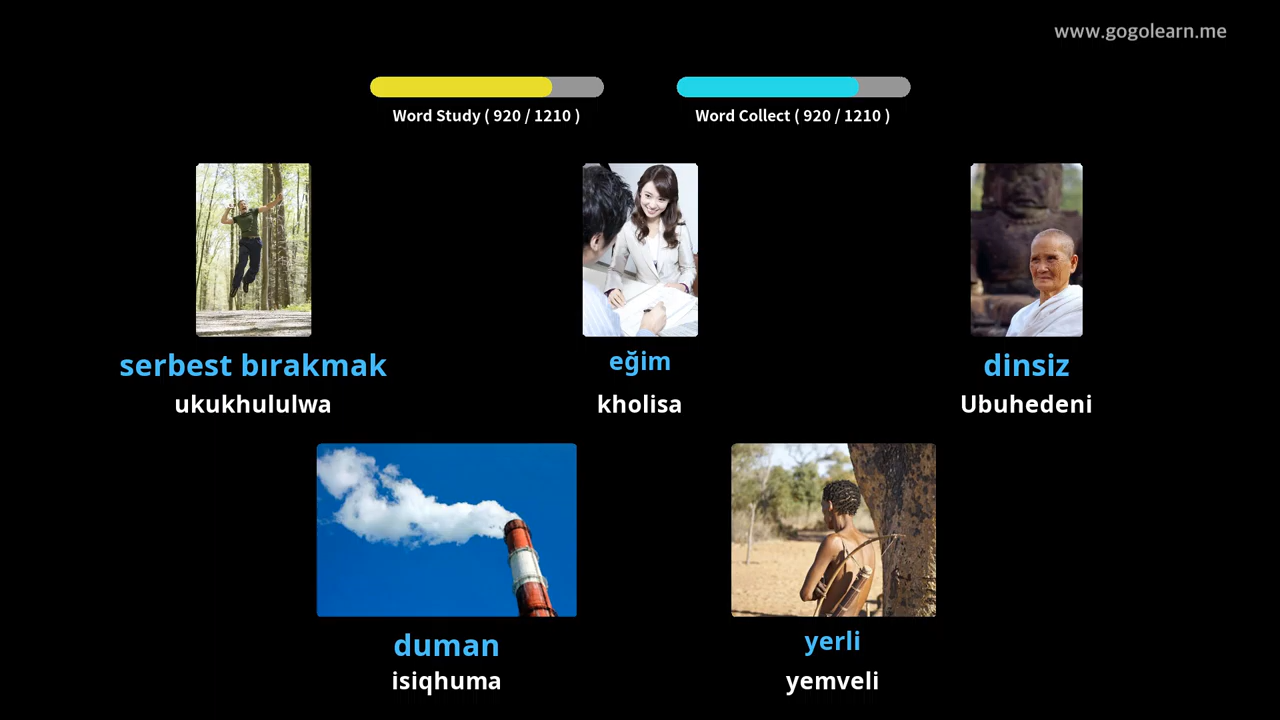 www.gogolearn.me
Word Study ( 920 / 1210 )
Word Collect ( 920 / 1210 )
serbest bırakmak
ukukhululwa
eğim
kholisa
dinsiz
Ubuhedeni
duman
isiqhuma
yerli
yemveli